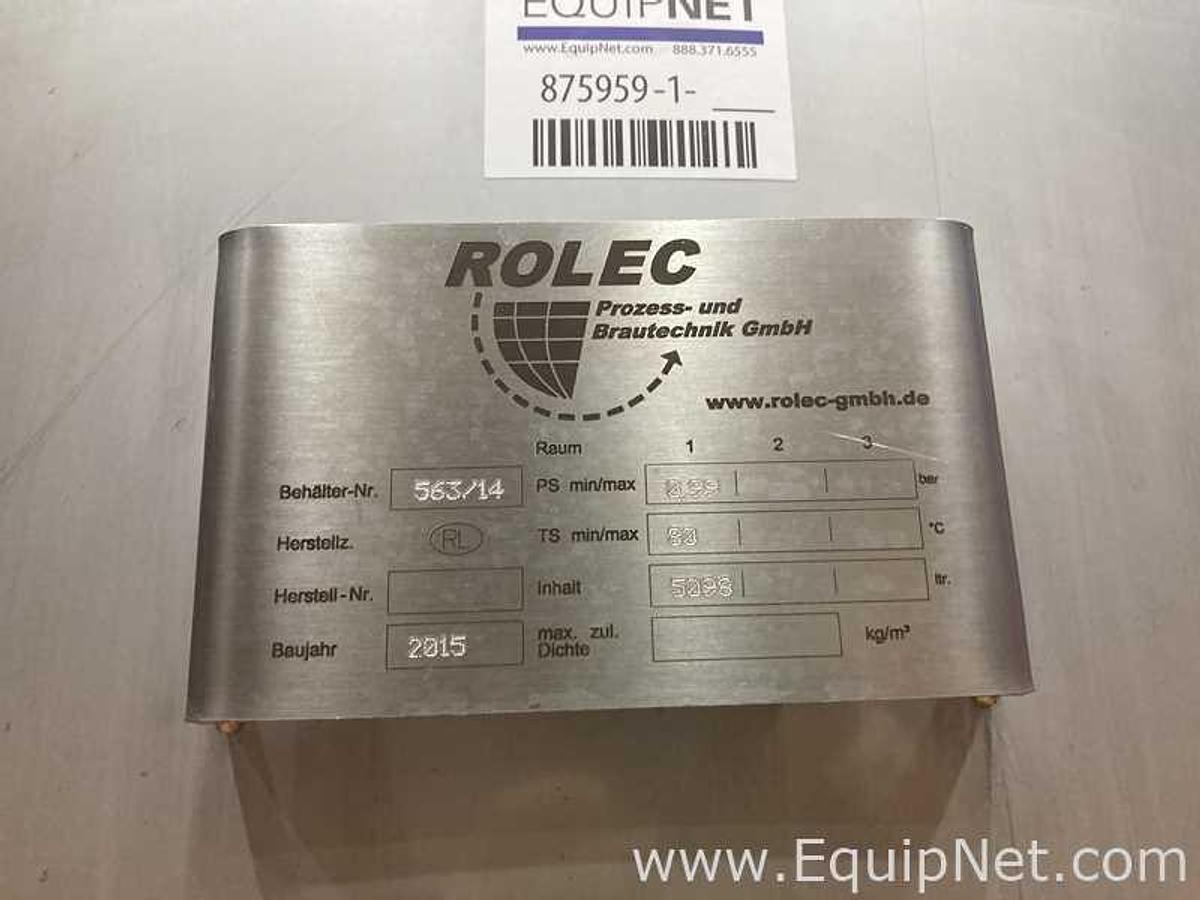 EQUIPNET
www.EquipNet.com 888.371.6555
875959-1-
ROLEC
Prozess- und
Brautechnik GmbH
www.rolec-gmbh.de
Raum 1 2 3
Behälter-Nr. 563/14 PS min/max 0.99 bar
Herstellz. RL TS min/max °C
Herstell-Nr. Inhalt 5098 ltr.
Baujahr 2015 max. zul. Dichte kg/m³
www.EquipNet.com